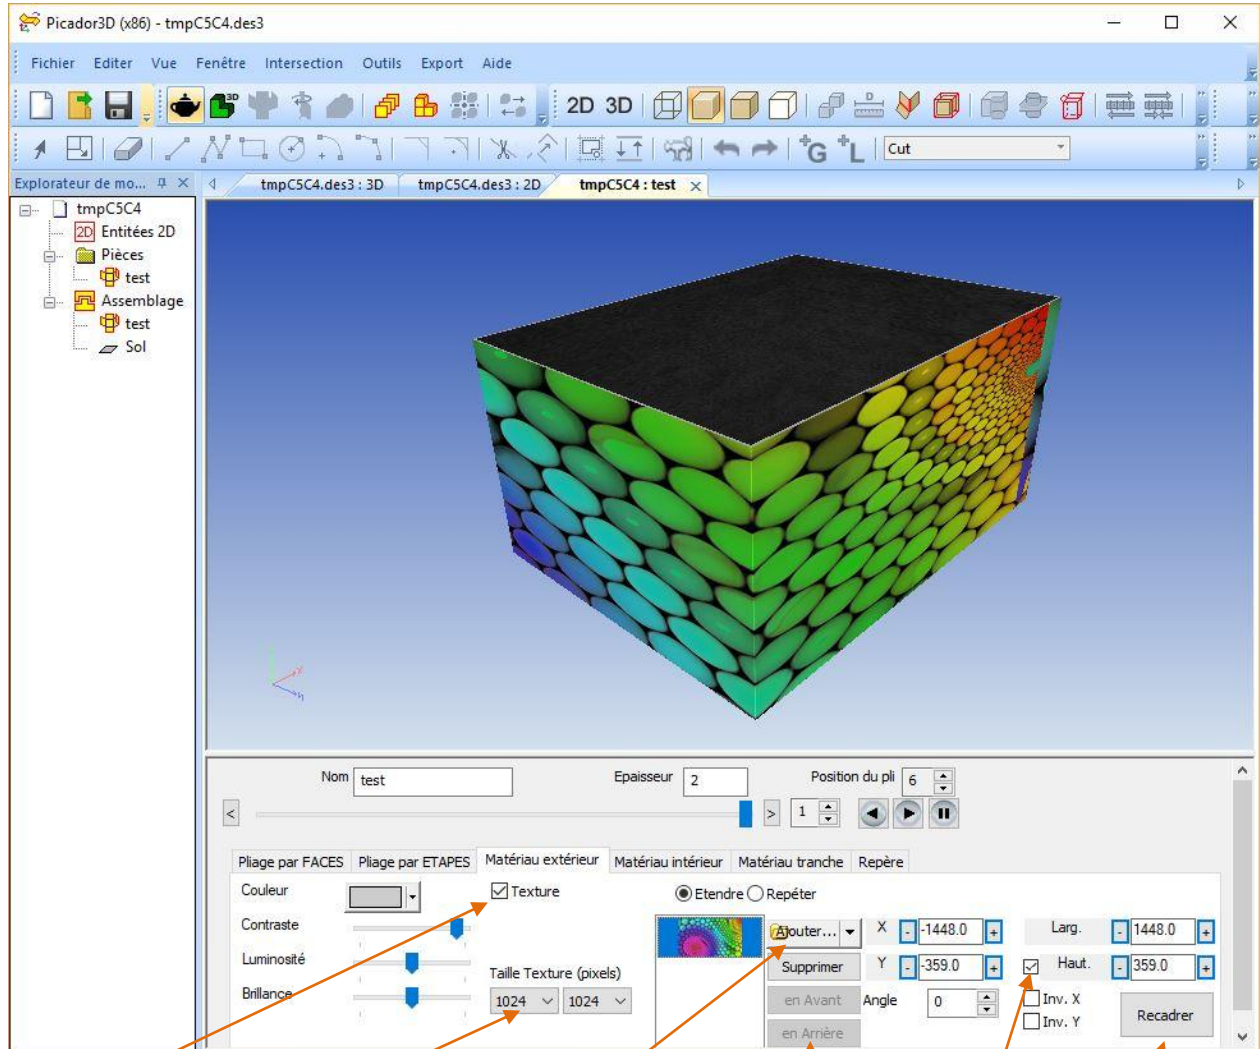 Picador3D (x86) - tmpC5C4.des3
Fichier Editer Vue Fenêtre Intersection Outils Export Aide
3D 2D 3D D
+G +L Cut
Explorateur de mo... tmpC5C4.des3 : 3D tmpC5C4.des3 : 2D tmpC5C4 : test
tmpC5C4
2D Entitées 2D
Pièces
test
Assemblage
test
Sol
Nom test Epaisseur 2 Position du pli 6
< > 1
Pliage par FACES Pliage par ETAPES Matériau extérieur Matériau intérieur Matériau tranche Repère
Couleur Texture Etendre Repéter
Contraste Ajouter... X - -1448.0 + Larg. - 1448.0 +
Luminosité Taille Texture (pixels) Supprimer Y - -359.0 + Haut. - 359.0 +
Brillance 1024 1024 en Avant Angle 0 Inv. X Recadrer
en Arrière Inv. Y